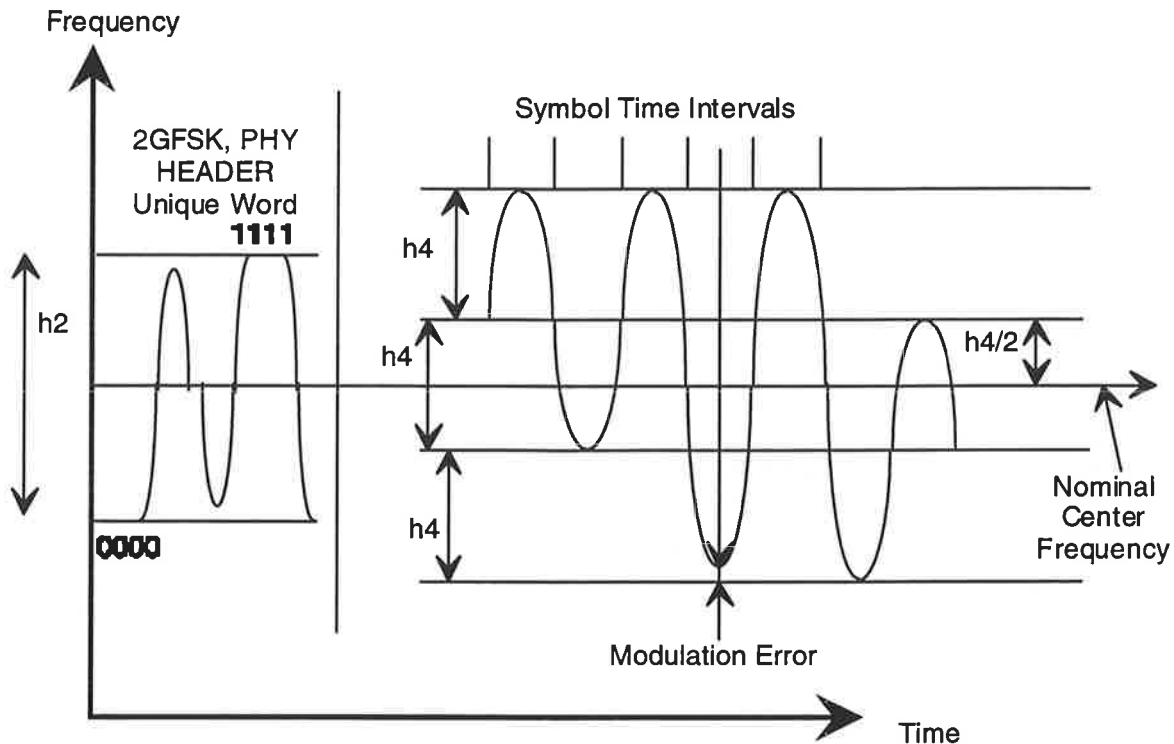 Frequency
2GFSK, PHY
HEADER
Unique Word
1111
h2
0000
Symbol Time Intervals
h4
h4
h4
h4/2
Nominal
Center
Frequency
Modulation Error
Time